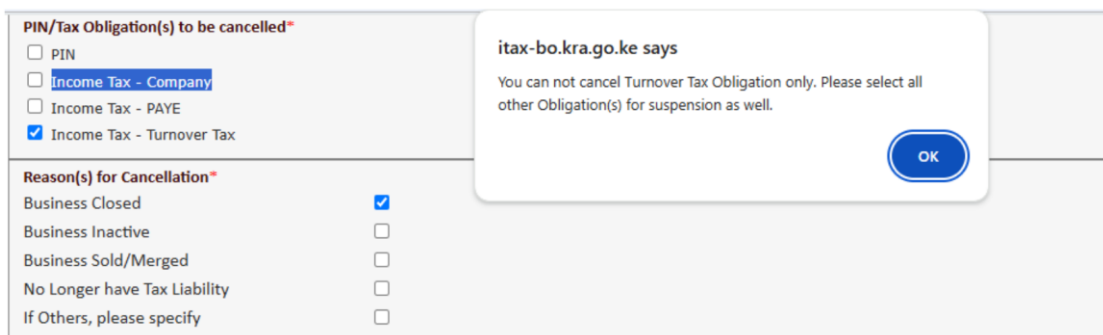 PIN/Tax Obligation(s) to be cancelled*
PIN
Income Tax - Company
Income Tax - PAYE
Income Tax - Turnover Tax
itax-bo.kra.go.ke says
You can not cancel Turnover Tax Obligation only. Please select all
other Obligation(s) for suspension as well.
OK
Reason(s) for Cancellation*
Business Closed
Business Inactive
Business Sold/Merged
No Longer have Tax Liability
If Others, please specify